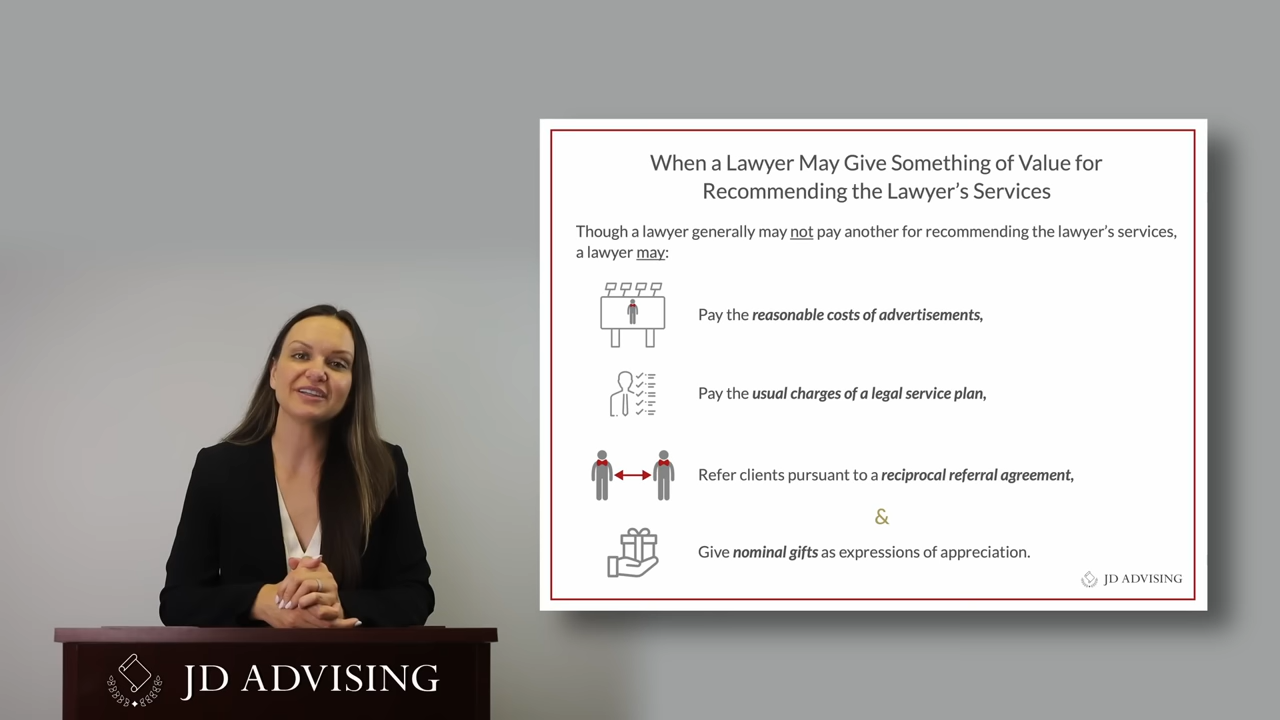 When a Lawyer May Give Something of Value for
Recommending the Lawyer's Services
Though a lawyer generally may not pay another for recommending the lawyer's services,
a lawyer may:
Pay the reasonable costs of advertisements,
Pay the usual charges of a legal service plan,
Refer clients pursuant to a reciprocal referral agreement,
&
Give nominal gifts as expressions of appreciation.
JD ADVISING
JD ADVISING